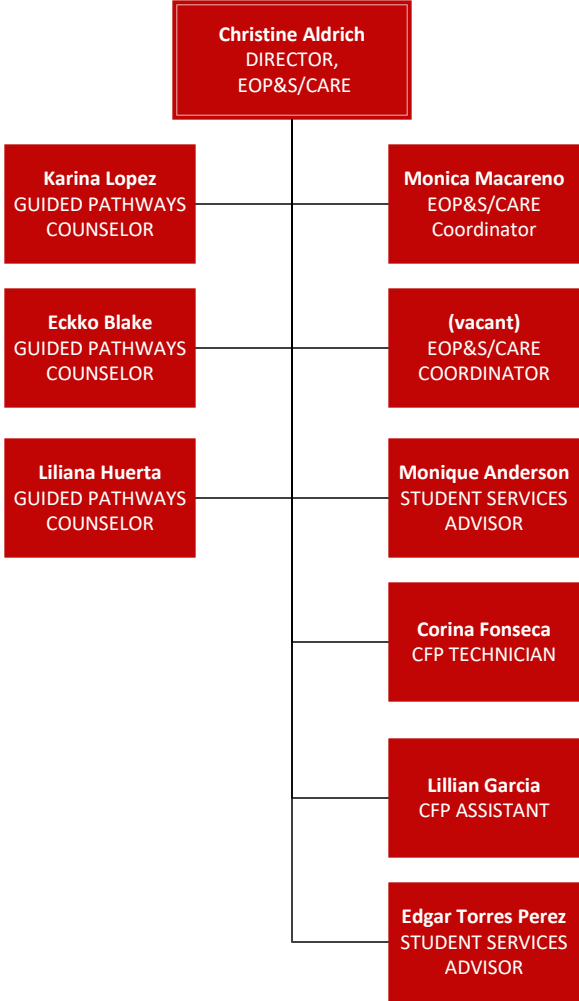 Christine Aldrich
DIRECTOR,
EOP&S/CARE
Karina Lopez
GUIDED PATHWAYS
COUNSELOR
Monica Macareno
EOP&S/CARE
Coordinator
Eckko Blake
GUIDED PATHWAYS
COUNSELOR
(vacant)
EOP&S/CARE
COORDINATOR
Liliana Huerta
GUIDED PATHWAYS
COUNSELOR
Monique Anderson
STUDENT SERVICES
ADVISOR
Corina Fonseca
CFP TECHNICIAN
Lillian Garcia
CFP ASSISTANT
Edgar Torres Perez
STUDENT SERVICES
ADVISOR